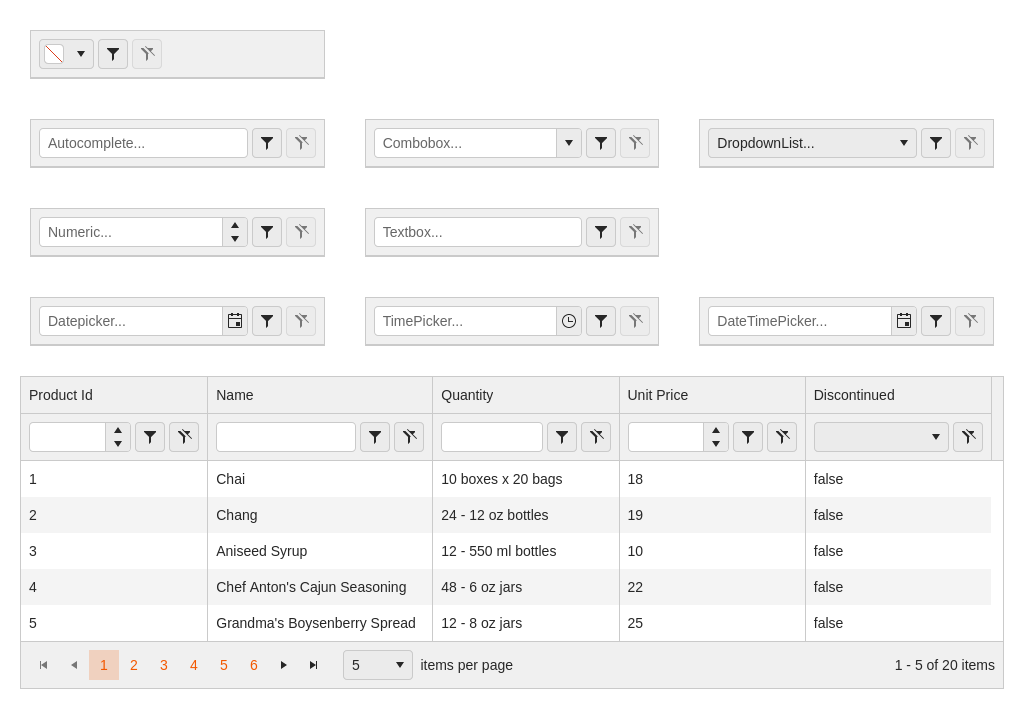 Autocomplete... Combobox... DropdownList...
Numeric... Textbox...
Datepicker... TimePicker... DateTimePicker...
Product Id Name Quantity Unit Price Discontinued
1 Chai 10 boxes x 20 bags 18 false
2 Chang 24 - 12 oz bottles 19 false
3 Aniseed Syrup 12 - 550 ml bottles 10 false
4 Chef Anton's Cajun Seasoning 48 - 6 oz jars 22 false
5 Grandma's Boysenberry Spread 12 - 8 oz jars 25 false
1 2 3 4 5 6 5 items per page 1 - 5 of 20 items